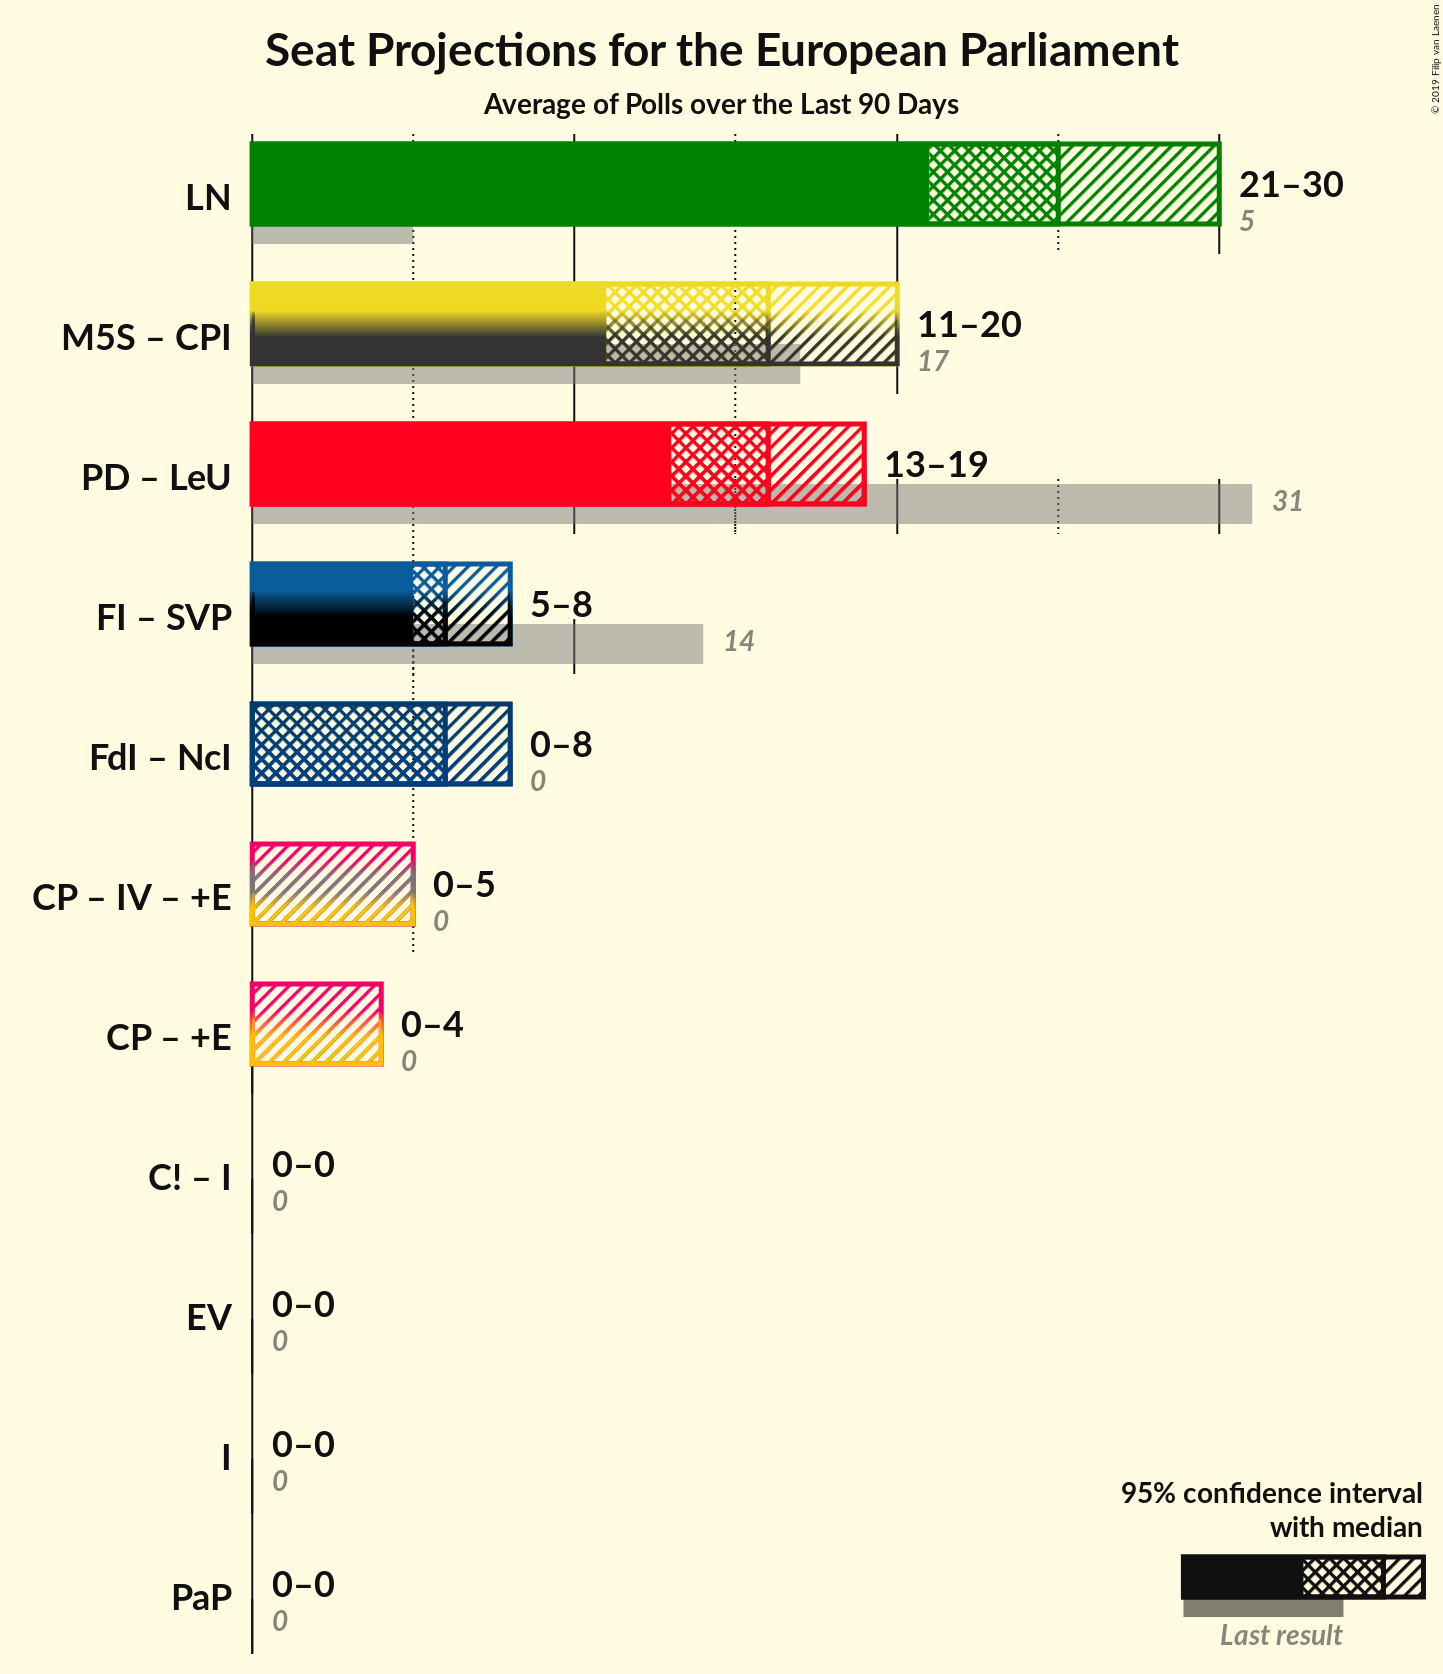 Seat Projections for the European Parliament
Average of Polls over the Last 90 Days
© 2019 Filip van Laenen
LN
21–30
5
M5S – CPI
11–20
17
PD – LeU
13–19
31
FI – SVP
5–8
14
FdI – NcI
0–8
0
CP – IV – +E
0–5
0
CP – +E
0–4
0
C! – I
0–0
0
EV
0–0
0
I
0–0
0
PaP
0–0
0
95% confidence interval
with median
Last result